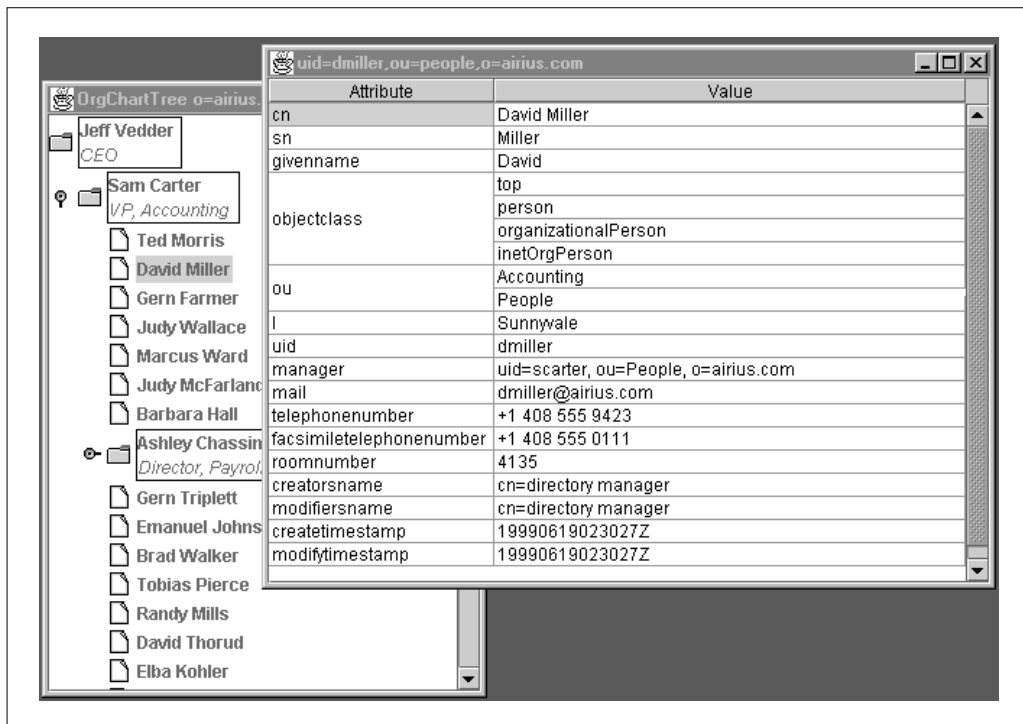 uid=dmiller,ou=people,o=airius.com
Attribute Value
cn David Miller
sn Miller
givenname David
objectclass top
person
organizationalPerson
inetOrgPerson
ou Accounting
People
l Sunnyvale
uid dmiller
manager uid=scarter, ou=People, o=airius.com
mail dmiller@airius.com
telephonenumber +1 408 555 9423
facsimiletelephonenumber +1 408 555 0111
roomnumber 4135
creatorsname cn=directory manager
modifiersname cn=directory manager
createtimestamp 19990619023027Z
modifytimestamp 19990619023027Z
OrgChartTree o=airius.
Jeff Vedder
CEO
Sam Carter
VP, Accounting
Ted Morris
David Miller
Gern Farmer
Judy Wallace
Marcus Ward
Judy McFarland
Barbara Hall
Ashley Chassin
Director, Payrol
Gern Triplett
Emanuel Johns
Brad Walker
Tobias Pierce
Randy Mills
David Thorud
Elba Kohler